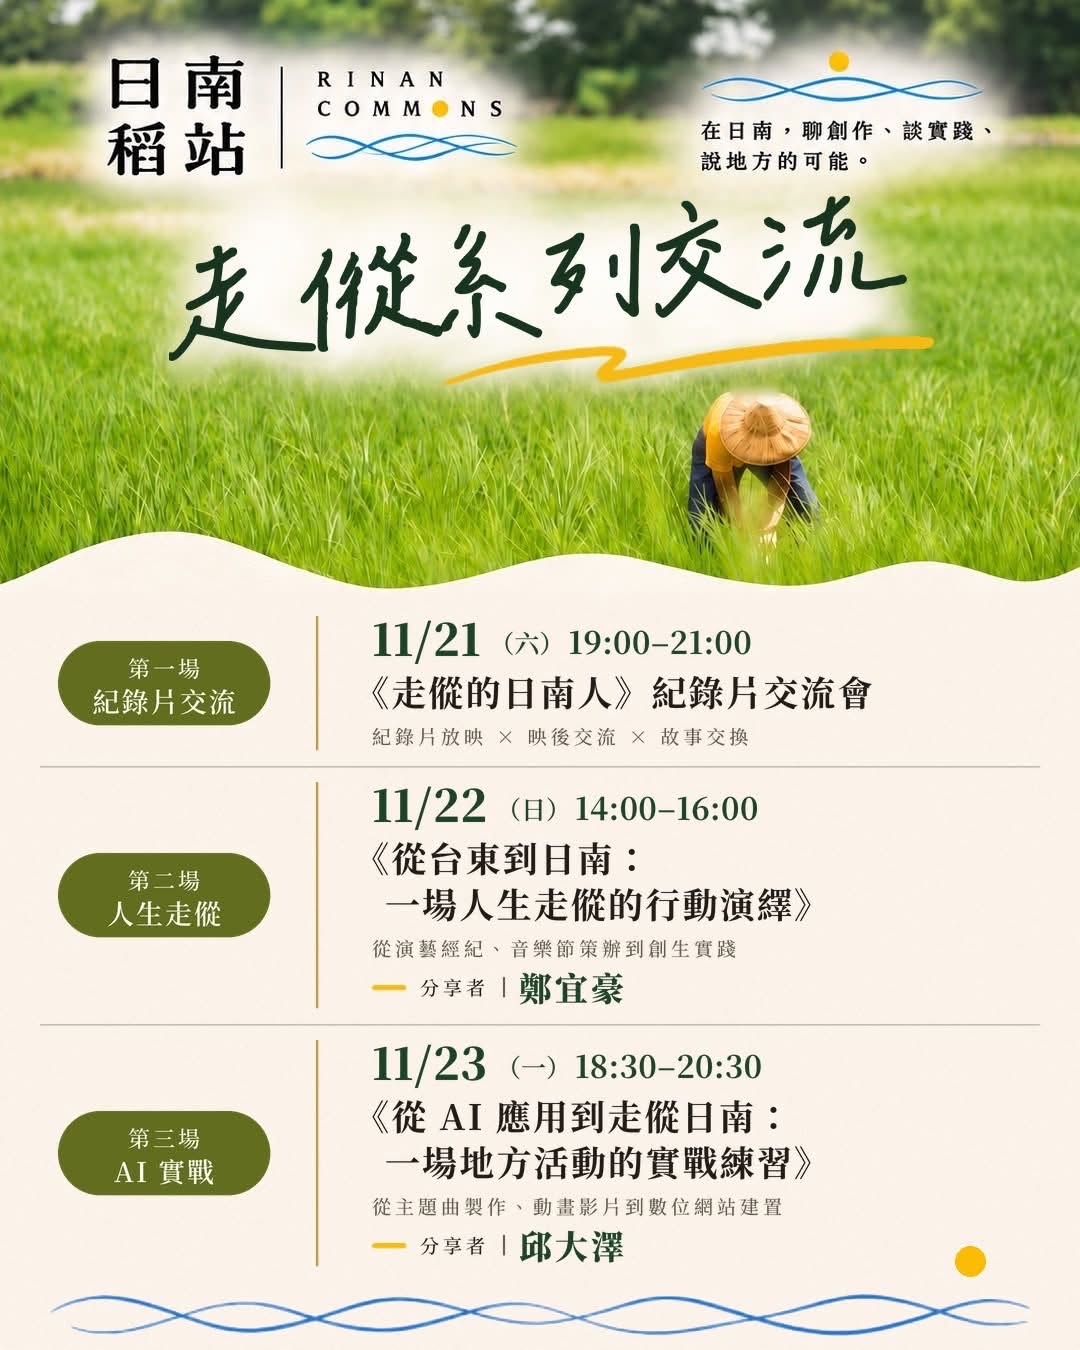 日南
稻站
RINAN
COMMONS
在日南，聊創作、談實踐、
說地方的可能。
走傱系列交流
第一場
紀錄片交流
11/21（六）19:00–21:00
《走傱的日南人》紀錄片交流會
紀錄片放映 × 映後交流 × 故事交換
第二場
人生走傱
11/22（日）14:00–16:00
《從台東到日南：
一場人生走傱的行動演繹》
從演藝經紀、音樂節策辦到創生實踐
分享者｜鄭宜豪
第三場
AI 實戰
11/23（一）18:30–20:30
《從 AI 應用到走傱日南：
一場地方活動的實戰練習》
從主題曲製作、動畫影片到數位網站建置
分享者｜邱大澤